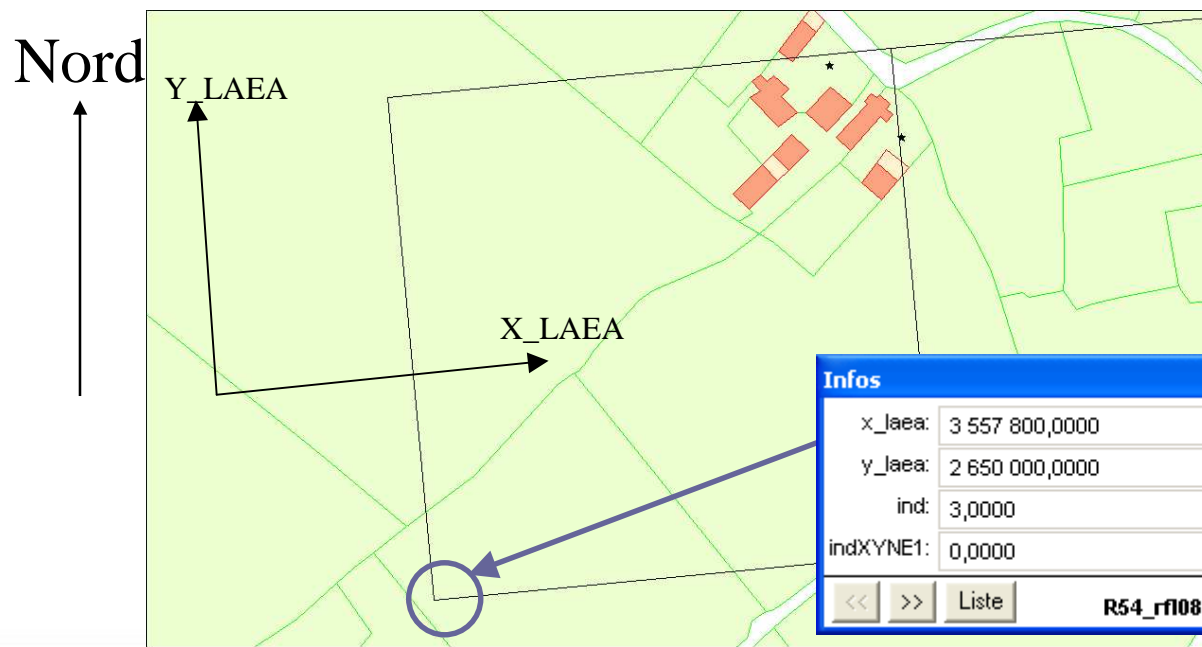 Nord
Y_LAEA
X_LAEA
Infos
x_laea: 3 557 800,0000
y_laea: 2 650 000,0000
ind: 3,0000
indXYNE1: 0,0000
<< >> Liste R54_rfl08